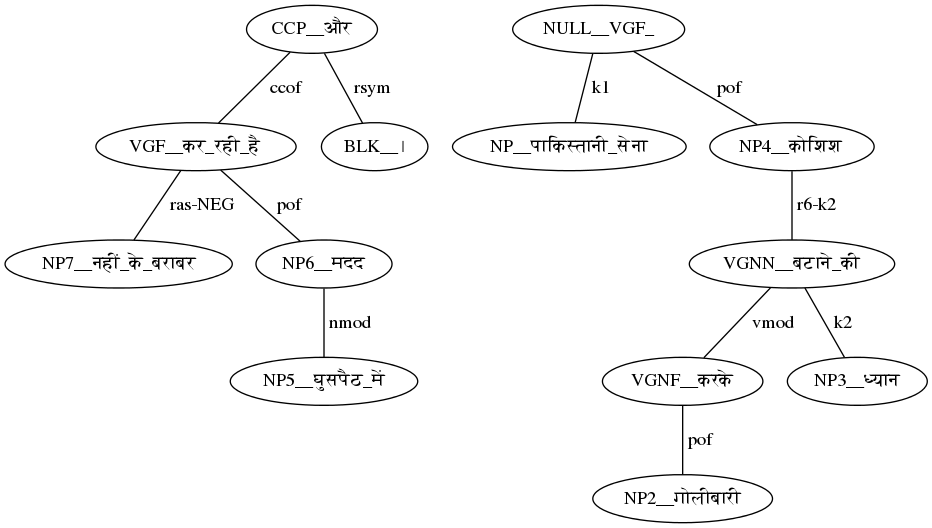 CCP__और NULL__VGF_
ccof rsym k1 pof
VGF__कर_रही_है BLK__। NP__पाकिस्तानी_सेना NP4__कोशिश
ras-NEG pof r6-k2
NP7__नहीं_के_बराबर NP6__मदद VGNN__बटाने_की
nmod vmod k2
NP5__घुसपैठ_में VGNF__करके NP3__ध्यान
pof
NP2__गोलीबारी